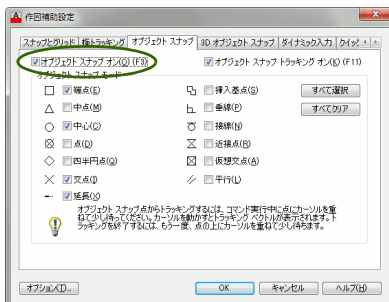 作図補助設定
スナップとグリッド 極トラッキング オブジェクト スナップ 3D オブジェクト スナップ ダイナミック入力 クイック
オブジェクト スナップ オン(O) (F3)
オブジェクト スナップ トラッキング オン(K) (F11)
オブジェクト スナップ モード
端点(E)
挿入基点(S)
すべて選択
中点(M)
垂線(P)
すべてクリア
中心(C)
接線(N)
点(D)
近接点(R)
四半円点(Q)
仮想交点(A)
交点(I)
平行(L)
延長(X)
オブジェクト スナップ点からトラッキングするには、コマンド実行中に点にカーソルを重
ねて少し待ってください。カーソルを動かすとトラッキング ベクトルが表示されます。ト
ラッキングを終了するには、もう一度、点の上にカーソルを重ねて少し待ちます。
オプション(T)...
OK
キャンセル
ヘルプ(H)